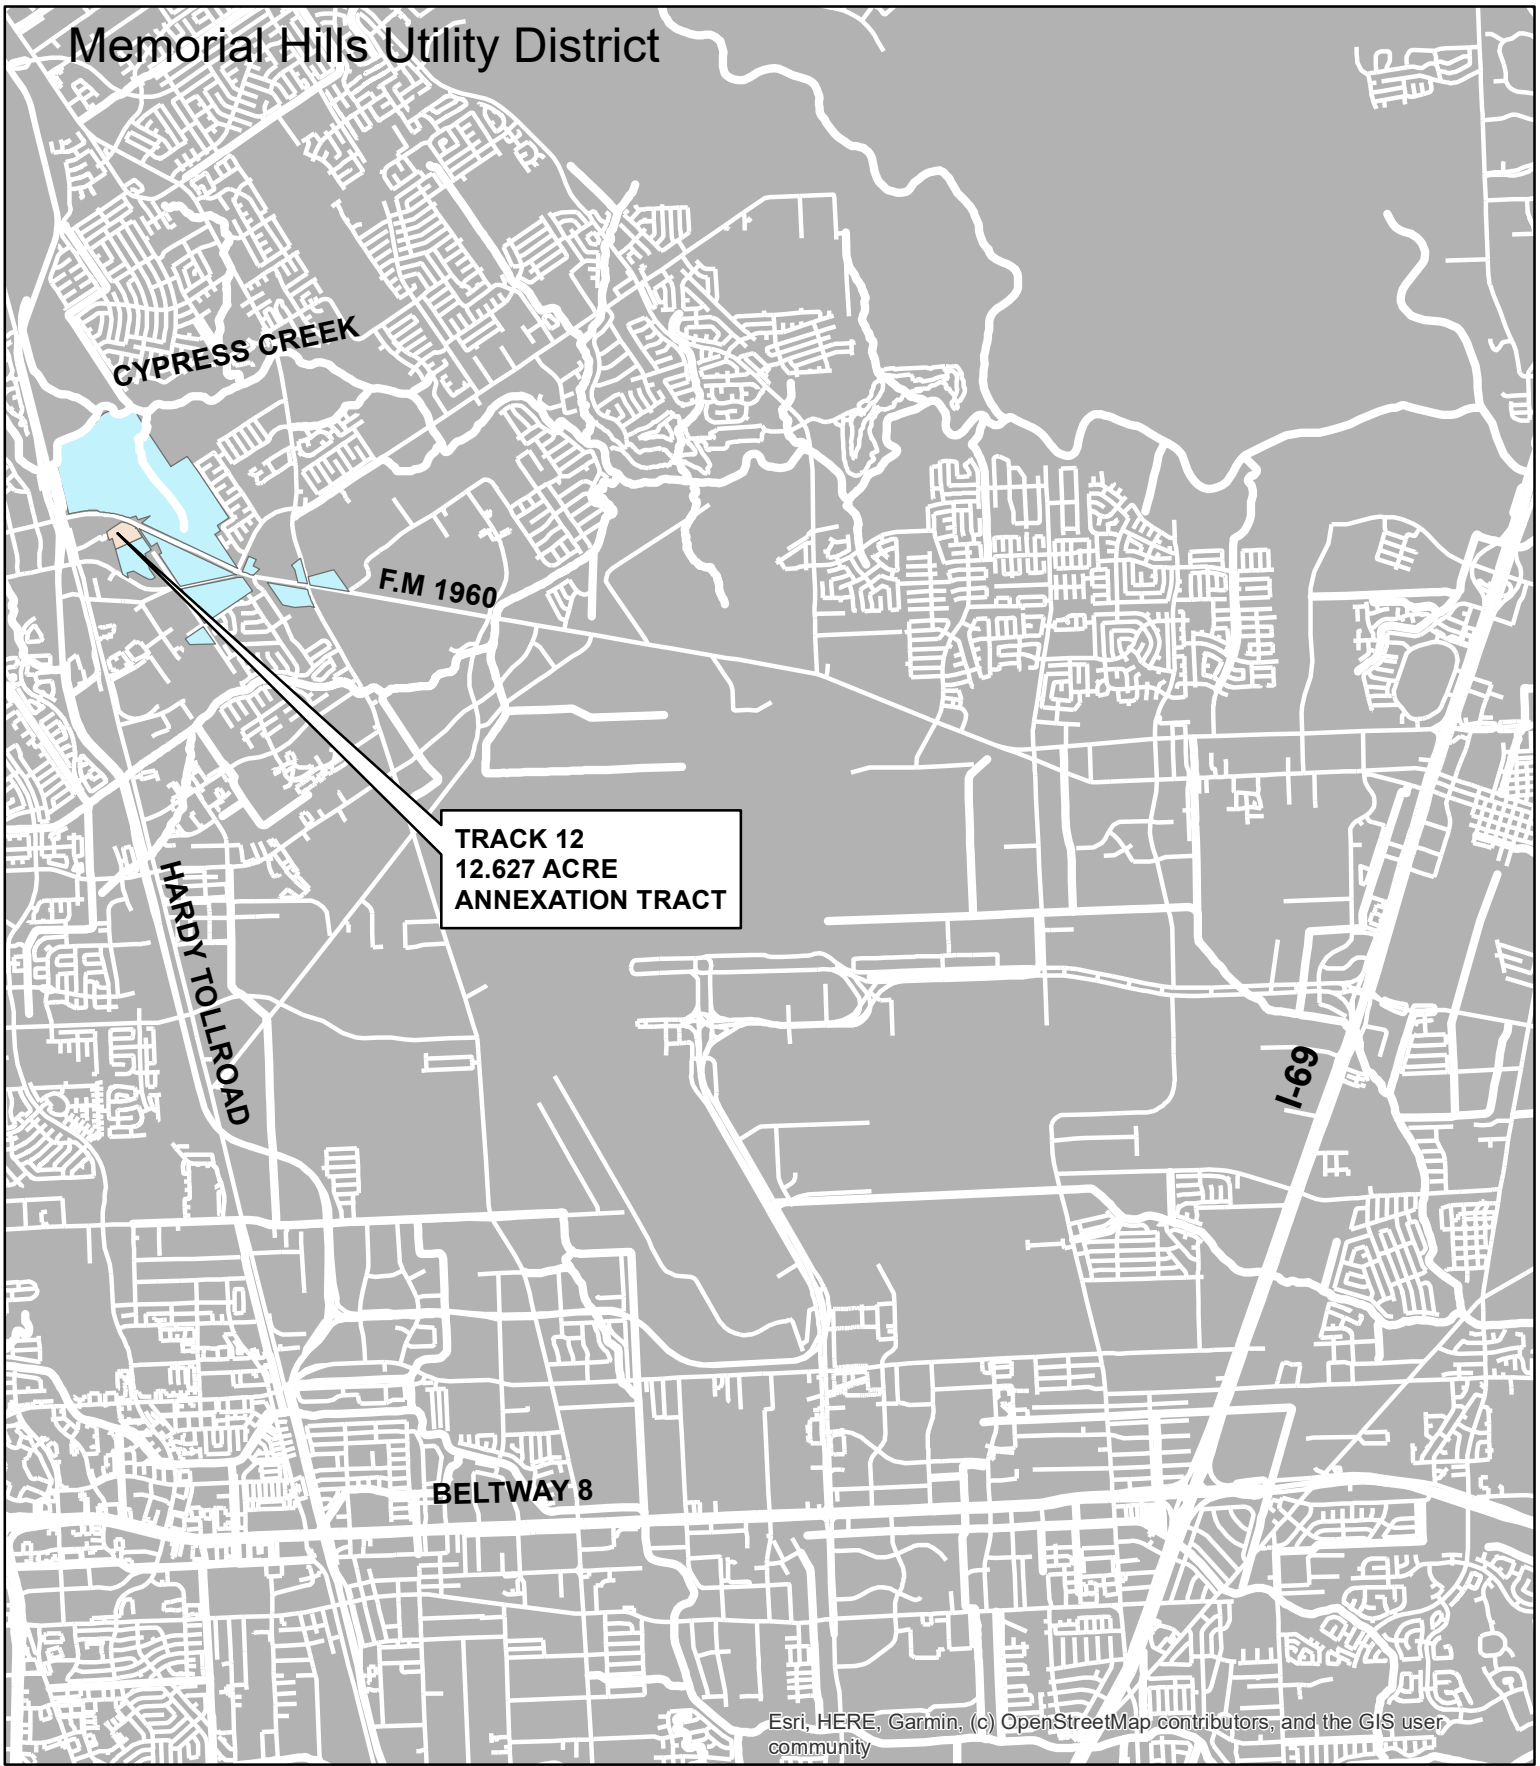 Memorial Hills Utility District
CYPRESS CREEK
F.M 1960
TRACK 12
12.627 ACRE
ANNEXATION TRACT
HARDY TOLLROAD
I-69
BELTWAY 8
Esri, HERE, Garmin, (c) OpenStreetMap contributors, and the GIS user
community